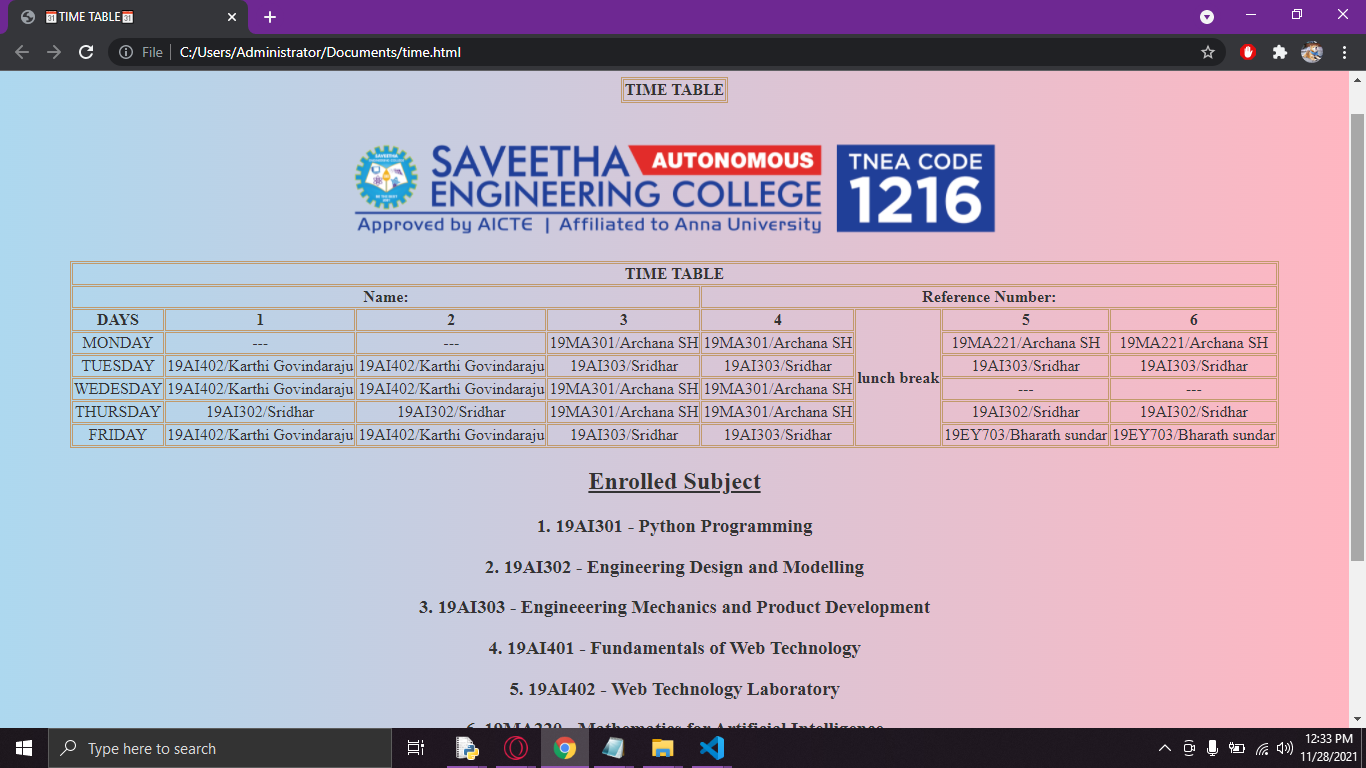 TIME TABLE
File C:/Users/Administrator/Documents/time.html
TIME TABLE
SAVEETHA AUTONOMOUS
ENGINEERING COLLEGE
Approved by AICTE | Affiliated to Anna University
TNEA CODE
1216
TIME TABLE
Name: Reference Number:
DAYS 1 2 3 4 lunch break 5 6
MONDAY --- --- 19MA301/Archana SH 19MA301/Archana SH 19MA221/Archana SH 19MA221/Archana SH
TUESDAY 19AI402/Karthi Govindaraju 19AI402/Karthi Govindaraju 19AI303/Sridhar 19AI303/Sridhar 19AI303/Sridhar 19AI303/Sridhar
WEDESDAY 19AI402/Karthi Govindaraju 19AI402/Karthi Govindaraju 19MA301/Archana SH 19MA301/Archana SH --- ---
THURSDAY 19AI302/Sridhar 19AI302/Sridhar 19MA301/Archana SH 19MA301/Archana SH 19AI302/Sridhar 19AI302/Sridhar
FRIDAY 19AI402/Karthi Govindaraju 19AI402/Karthi Govindaraju 19AI303/Sridhar 19AI303/Sridhar 19EY703/Bharath sundar 19EY703/Bharath sundar
Enrolled Subject
1. 19AI301 - Python Programming
2. 19AI302 - Engineering Design and Modelling
3. 19AI303 - Engineeering Mechanics and Product Development
4. 19AI401 - Fundamentals of Web Technology
5. 19AI402 - Web Technology Laboratory
6. 19MA220 - Mathematics for Artificial Intelligence
Type here to search
12:33 PM
11/28/2021